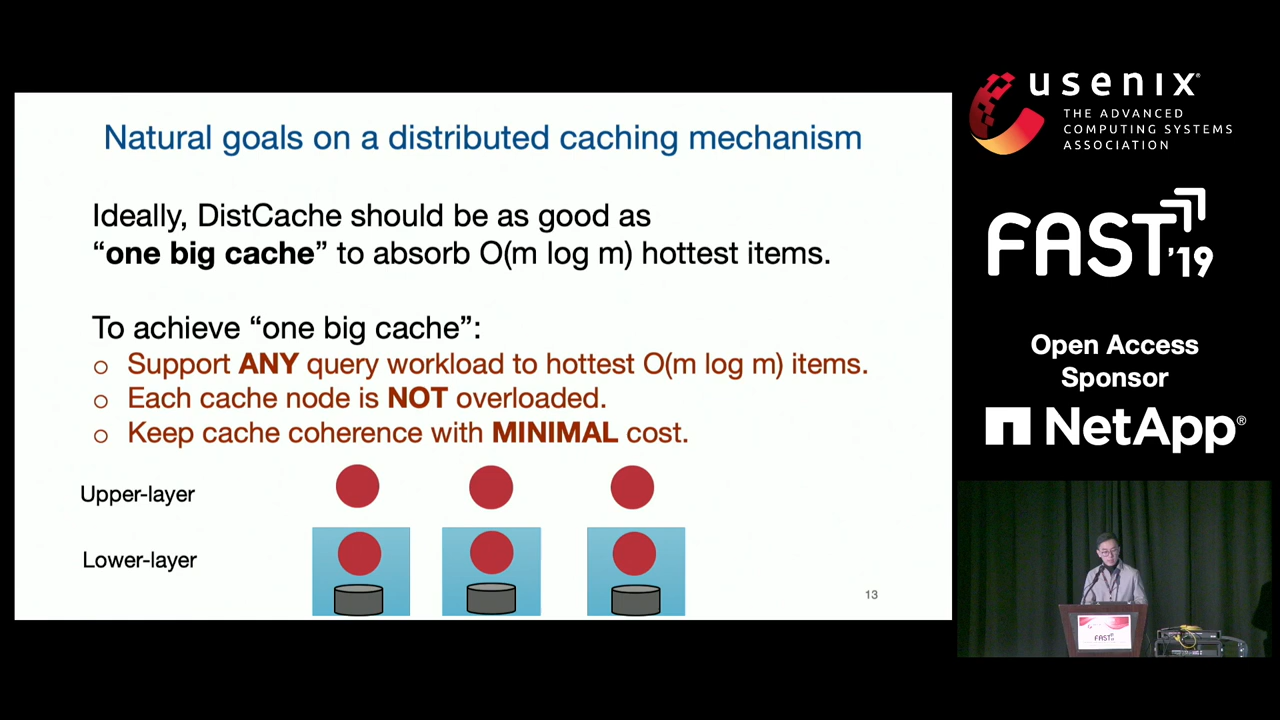 Natural goals on a distributed caching mechanism
Ideally, DistCache should be as good as
“one big cache” to absorb O(m log m) hottest items.
To achieve “one big cache”:
o Support ANY query workload to hottest O(m log m) items.
o Each cache node is NOT overloaded.
o Keep cache coherence with MINIMAL cost.
Upper-layer
Lower-layer
13
usenix®
THE ADVANCED
COMPUTING SYSTEMS
ASSOCIATION
FAST
'19
Open Access
Sponsor
NetApp®
FAST